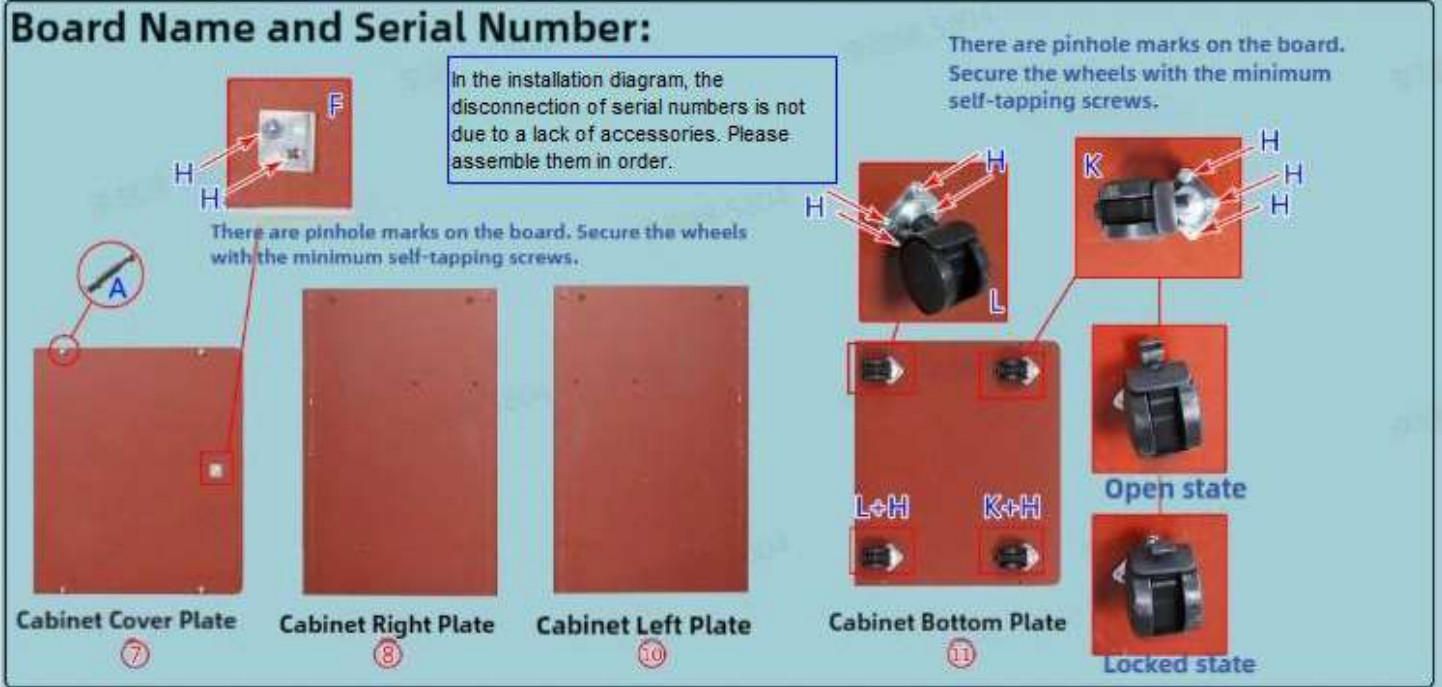 Board Name and Serial Number:
In the installation diagram, the
disconnection of serial numbers is not
due to a lack of accessories. Please
assemble them in order.
There are pinhole marks on the board.
Secure the wheels with the minimum
self-tapping screws.
F
H
H
There are pinhole marks on the board. Secure the wheels
with the minimum self-tapping screws.
A
H
H
H
L
K
H
H
H
L+H
K+H
Open state
Locked state
Cabinet Cover Plate
⑦
Cabinet Right Plate
⑧
Cabinet Left Plate
⑩
Cabinet Bottom Plate
⑪